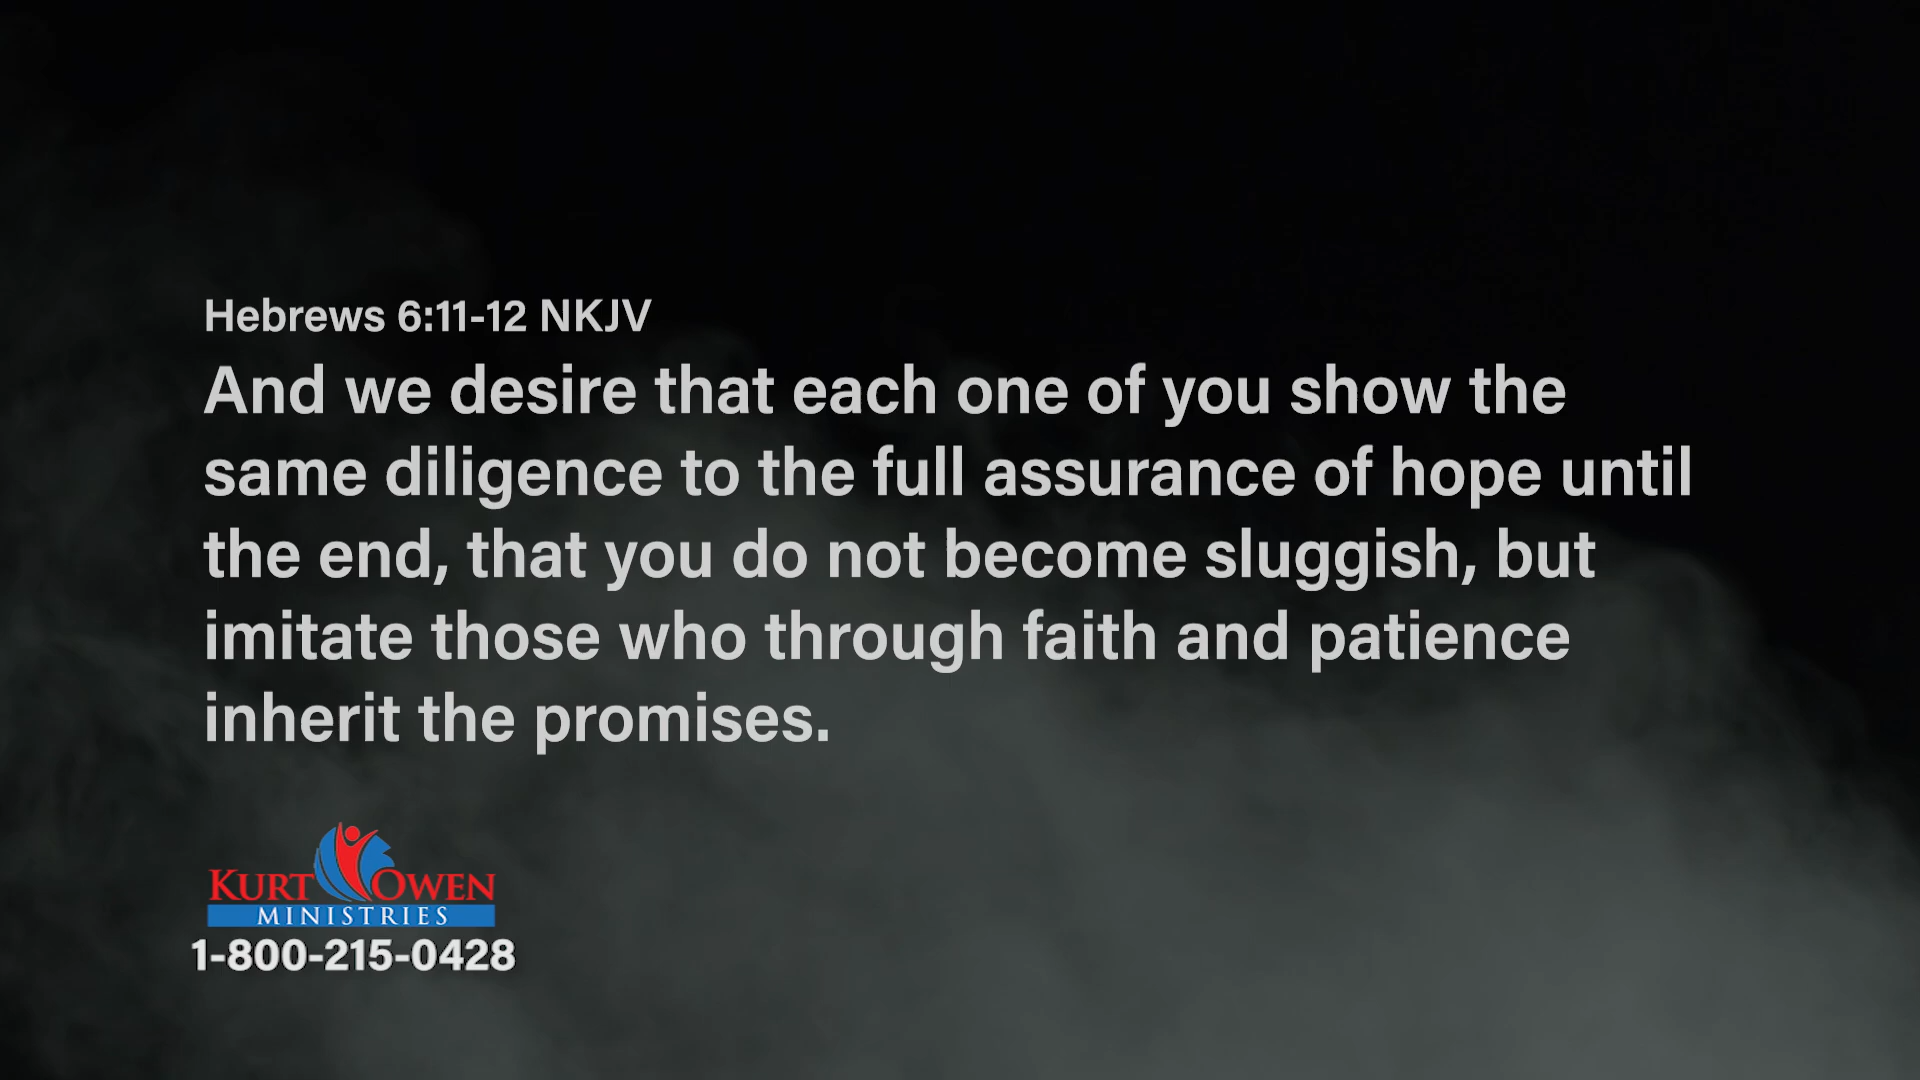 Hebrews 6:11-12 NKJV
And we desire that each one of you show the
same diligence to the full assurance of hope until
the end, that you do not become sluggish, but
imitate those who through faith and patience
inherit the promises.
KURT OWEN
MINISTRIES
1-800-215-0428